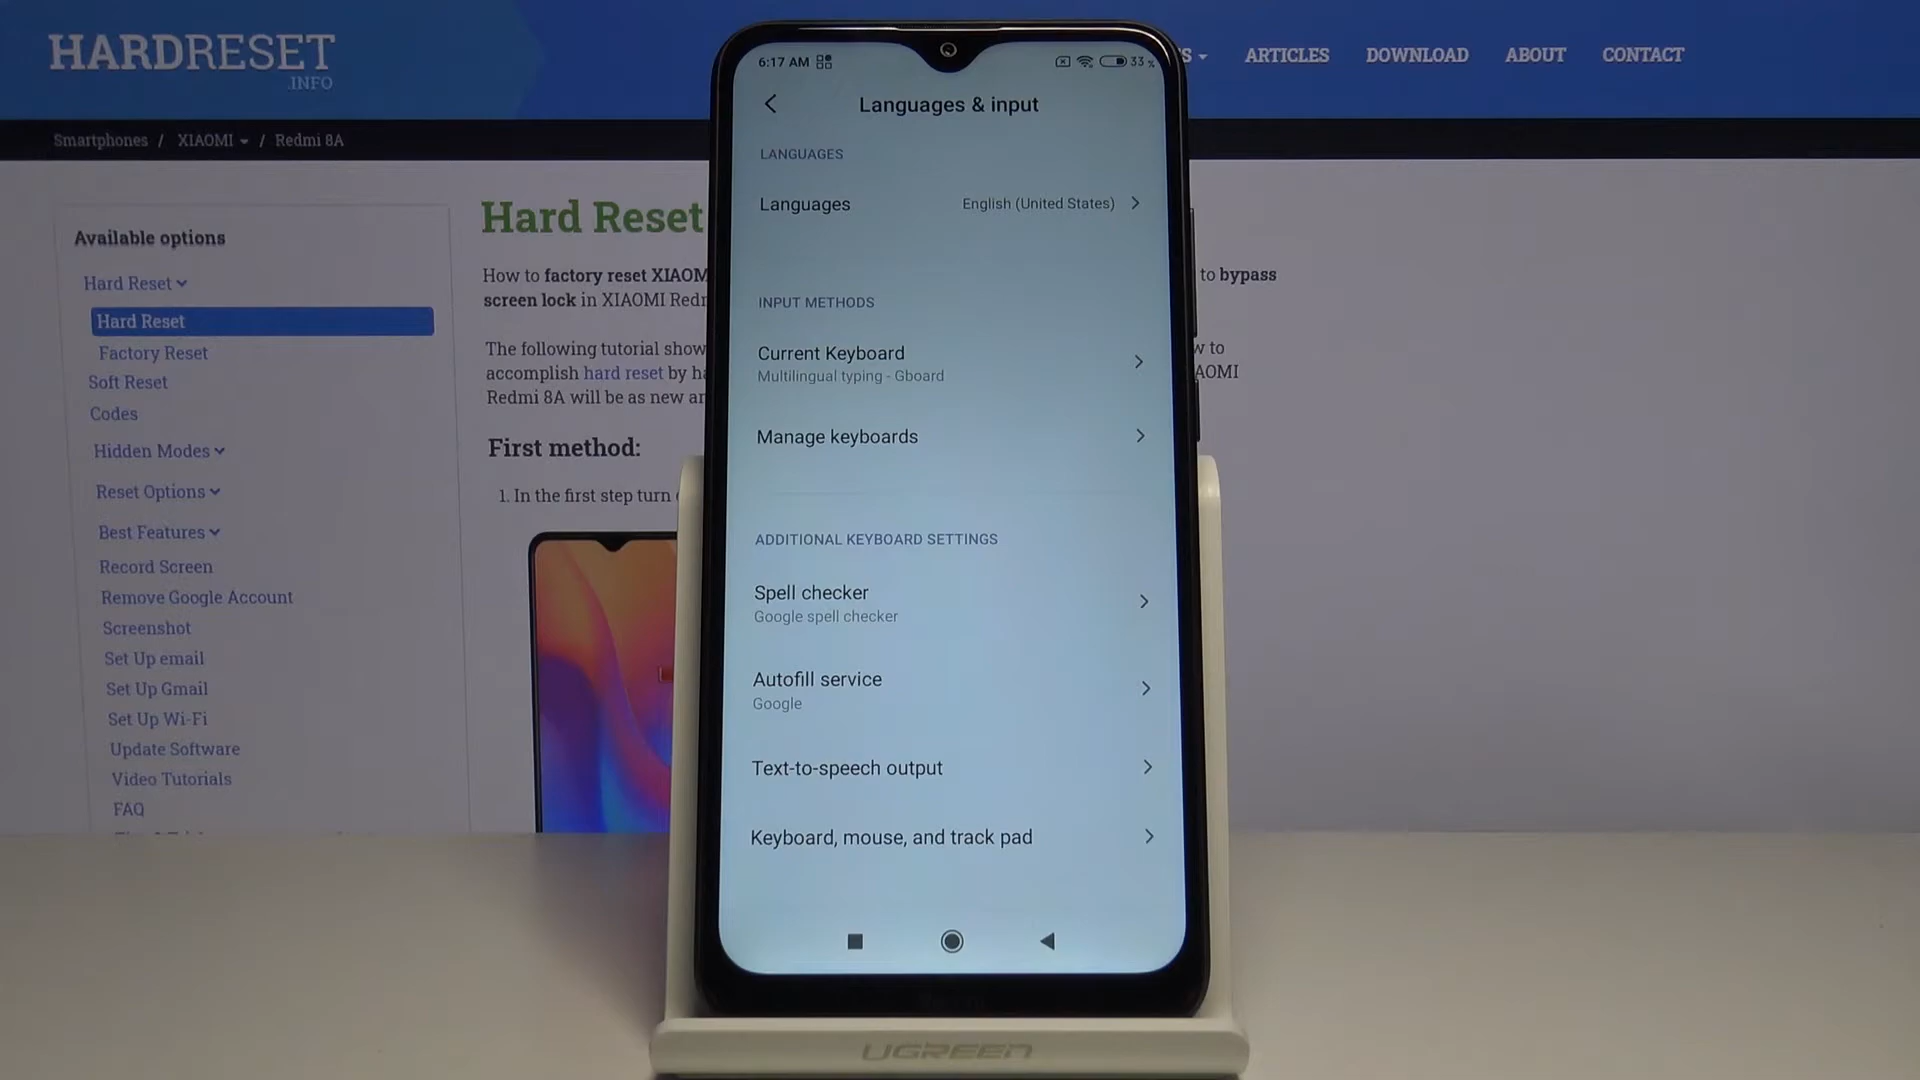 HARDRESET
.INFO
S ARTICLES DOWNLOAD ABOUT CONTACT
Smartphones / XIAOMI / Redmi 8A
Available options
Hard Reset
Hard Reset
Factory Reset
Soft Reset
Codes
Hidden Modes
Reset Options
Best Features
Record Screen
Remove Google Account
Screenshot
Set Up email
Set Up Gmail
Set Up Wi-Fi
Update Software
Video Tutorials
FAQ
Hard Reset
How to factory reset XIAOM to bypass
screen lock in XIAOMI Redm
The following tutorial show w to
accomplish hard reset by ha AOMI
Redmi 8A will be as new an
First method:
1. In the first step turn
6:17 AM 33 %
Languages & input
LANGUAGES
Languages English (United States)
INPUT METHODS
Current Keyboard
Multilingual typing - Gboard
Manage keyboards
ADDITIONAL KEYBOARD SETTINGS
Spell checker
Google spell checker
Autofill service
Google
Text-to-speech output
Keyboard, mouse, and track pad
UGREEN